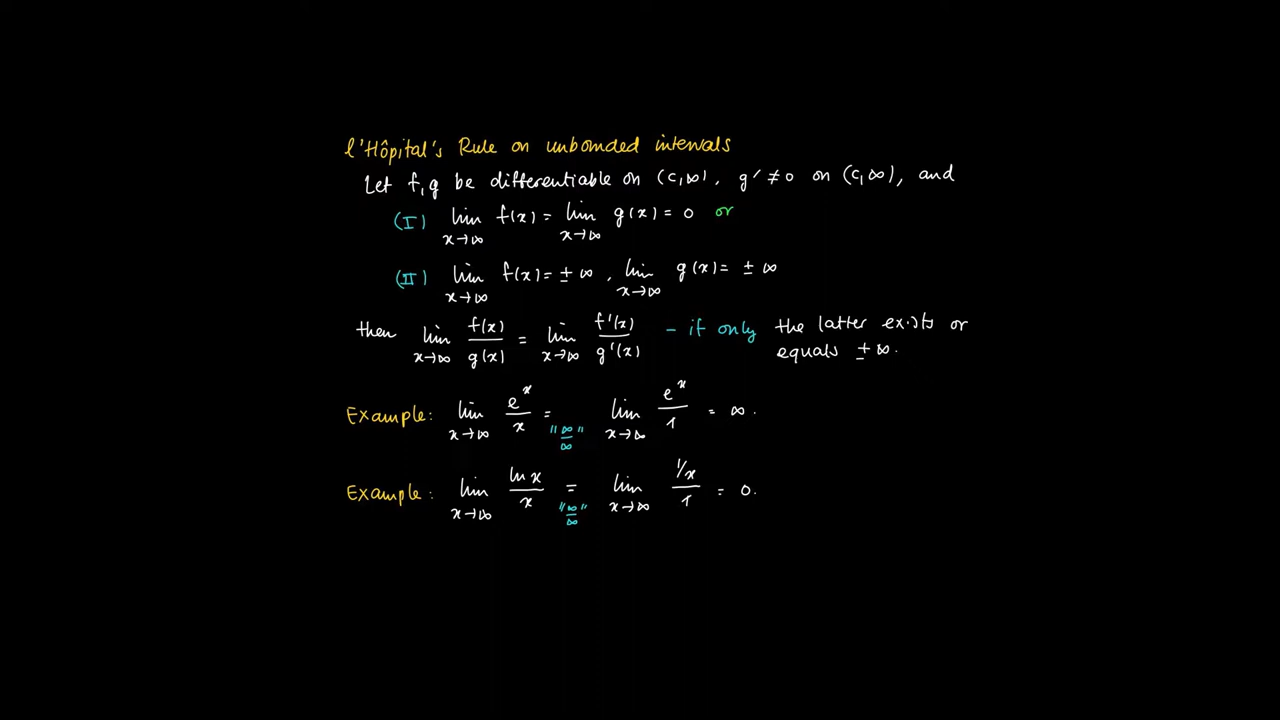 l'Hôpital's Rule on unbonded intervals
Let f,g be differentiable on (c,∞), g' ≠ 0 on (c,∞), and
(I) lim x→∞ f(x) = lim x→∞ g(x) = 0 or
(II) lim x→∞ f(x) = ± ∞, lim x→∞ g(x) = ± ∞
then lim x→∞ f(x)/g(x) = lim x→∞ f'(x)/g'(x) – if only the latter exists or
equals ± ∞.
Example: lim x→∞ e^x/x = "∞/∞" lim x→∞ e^x/1 = ∞.
Example: lim x→∞ ln x/x = "∞/∞" lim x→∞ 1/x/1 = 0.